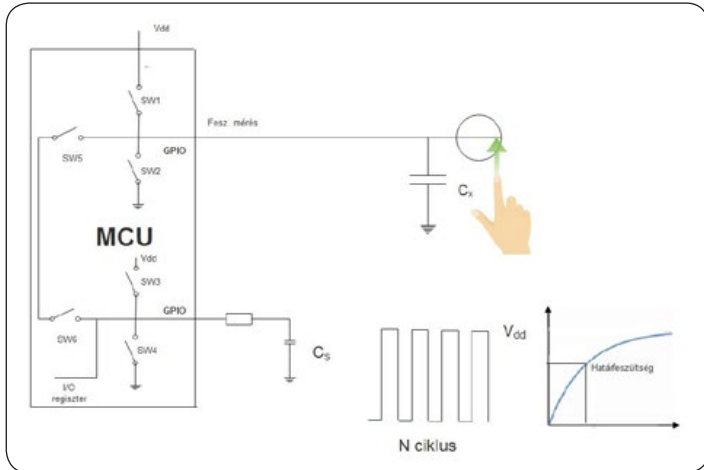 Vdd
SW1
Fesz. mérés
SW5
GPIO
SW2
Cx
MCU
Vdd
SW3
GPIO
SW6
SW4
Cs
I/O
regiszter
Vdd
Határfeszültség
N ciklus